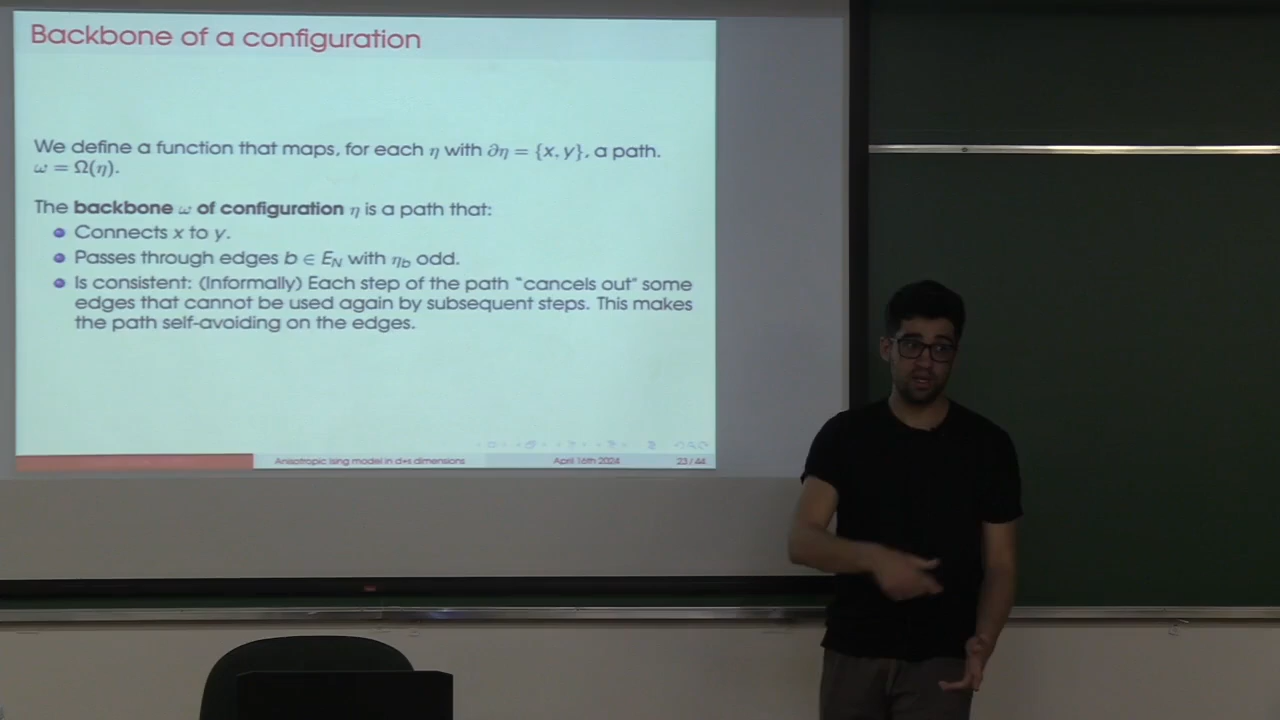 Backbone of a configuration
We define a function that maps, for each η with ∂η = {x, y}, a path.
ω = Ω(η).
The backbone ω of configuration η is a path that:
Connects x to y.
Passes through edges b ∈ E_N with η_b odd.
Is consistent: (Informally) Each step of the path "cancels out" some
edges that cannot be used again by subsequent steps. This makes
the path self-avoiding on the edges.
Anisotropic Ising model in d+s dimensions April 16th 2024 23 / 44